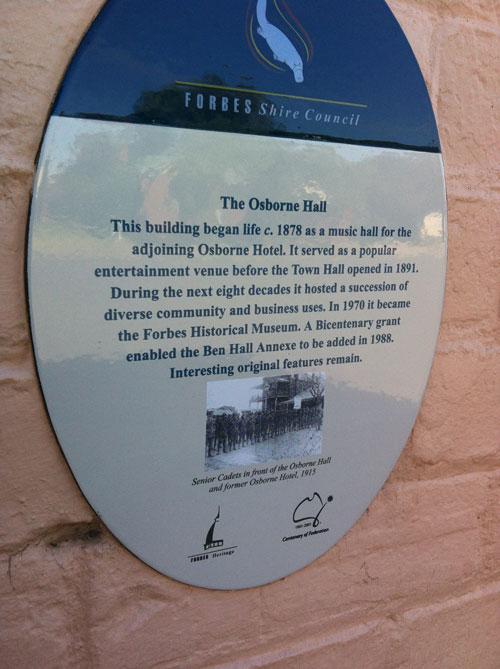 FORBES Shire Council
The Osborne Hall
This building began life c. 1878 as a music hall for the
adjoining Osborne Hotel. It served as a popular
entertainment venue before the Town Hall opened in 1891.
During the next eight decades it hosted a succession of
diverse community and business uses. In 1970 it became
the Forbes Historical Museum. A Bicentenary grant
enabled the Ben Hall Annexe to be added in 1988.
Interesting original features remain.
Senior Cadets in front of the Osborne Hall
and former Osborne Hotel, 1915
FORBES Heritage
1901-2001
Centenary of Federation